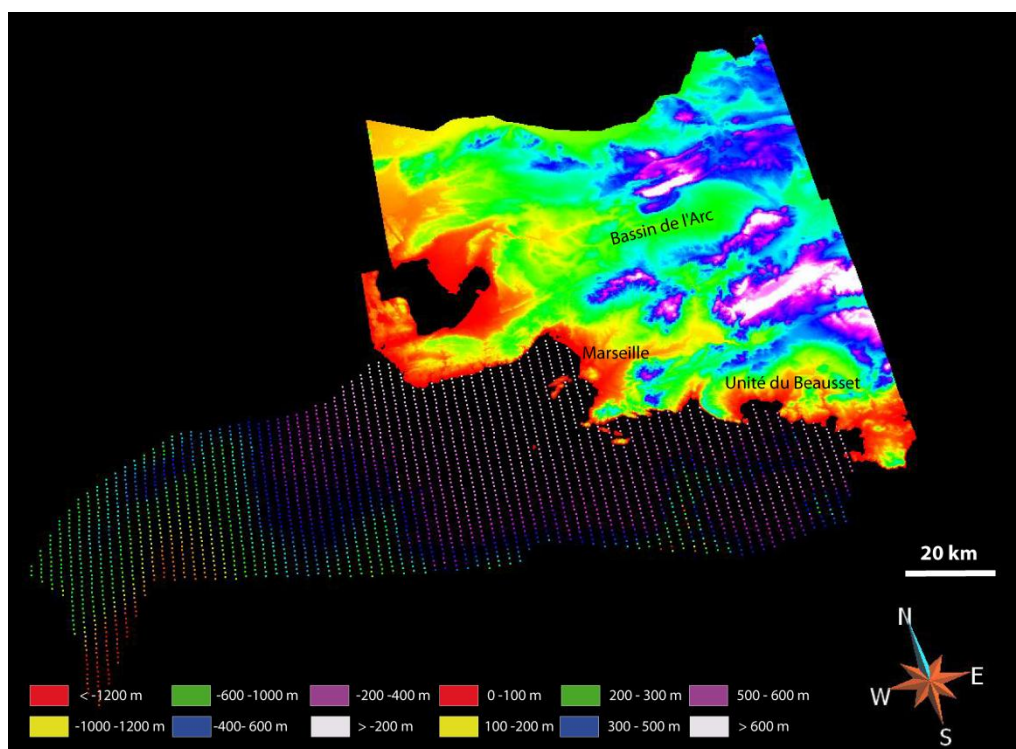 Bassin de l'Arc
Marseille
Unité du Beausset
20 km
N
E
W
S
< -1200 m -600 -1000 m -200 -400 m 0 -100 m 200 - 300 m 500 - 600 m
-1000 -1200 m -400 - 600 m > -200 m 100 -200 m 300 - 500 m > 600 m